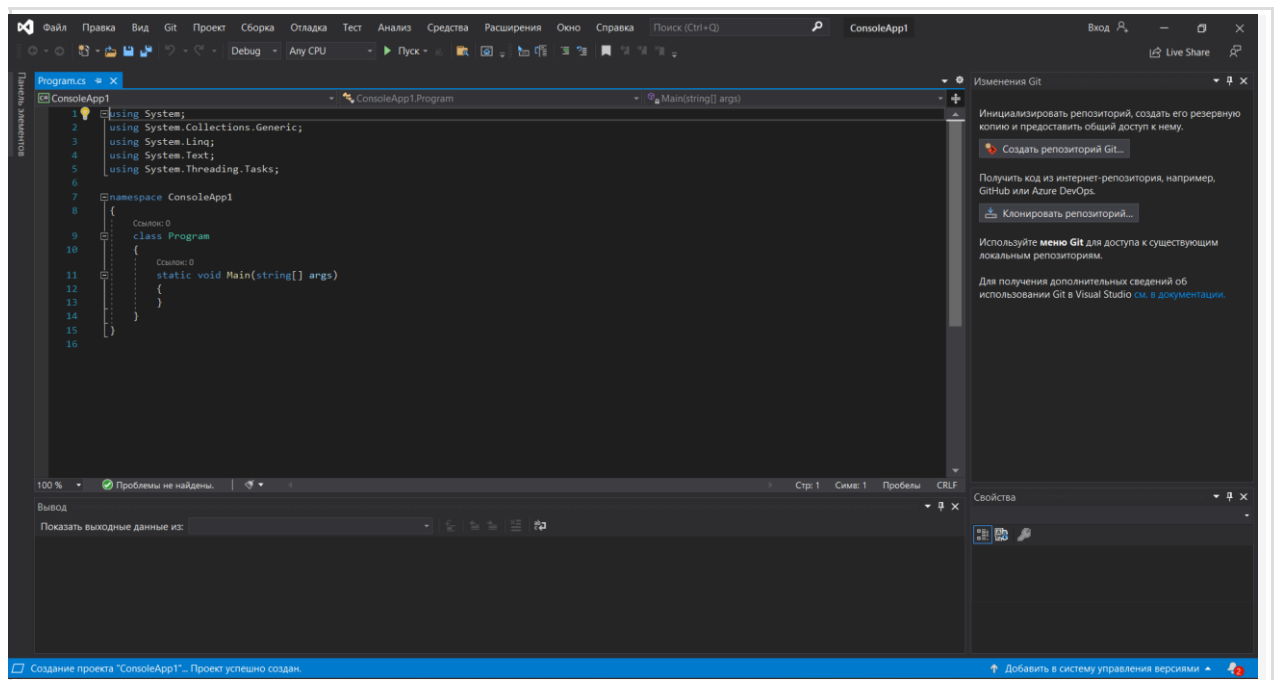 Файл Правка Вид Git Проект Сборка Отладка Тест Анализ Средства Расширения Окно Справка Поиск (Ctrl+Q) ConsoleApp1 Вход
Debug Any CPU Пуск Live Share
Панель элементов
Program.cs
ConsoleApp1 ConsoleApp1.Program Main(string[] args)
1 using System;
2 using System.Collections.Generic;
3 using System.Linq;
4 using System.Text;
5 using System.Threading.Tasks;
6
7 namespace ConsoleApp1
8 {
Ссылок: 0
9 class Program
10 {
Ссылок: 0
11 static void Main(string[] args)
12 {
13 }
14 }
15 }
16
100 % Проблемы не найдены. Стр: 1 Симв: 1 Пробелы CRLF
Вывод
Показать выходные данные из:
Изменения Git
Инициализировать репозиторий, создать его резервную
копию и предоставить общий доступ к нему.
Создать репозиторий Git...
Получить код из интернет-репозитория, например,
GitHub или Azure DevOps.
Клонировать репозиторий...
Используйте меню Git для доступа к существующим
локальным репозиториям.
Для получения дополнительных сведений об
использовании Git в Visual Studio см. в документации.
Свойства
Создание проекта "ConsoleApp1"... Проект успешно создан.
Добавить в систему управления версиями 2